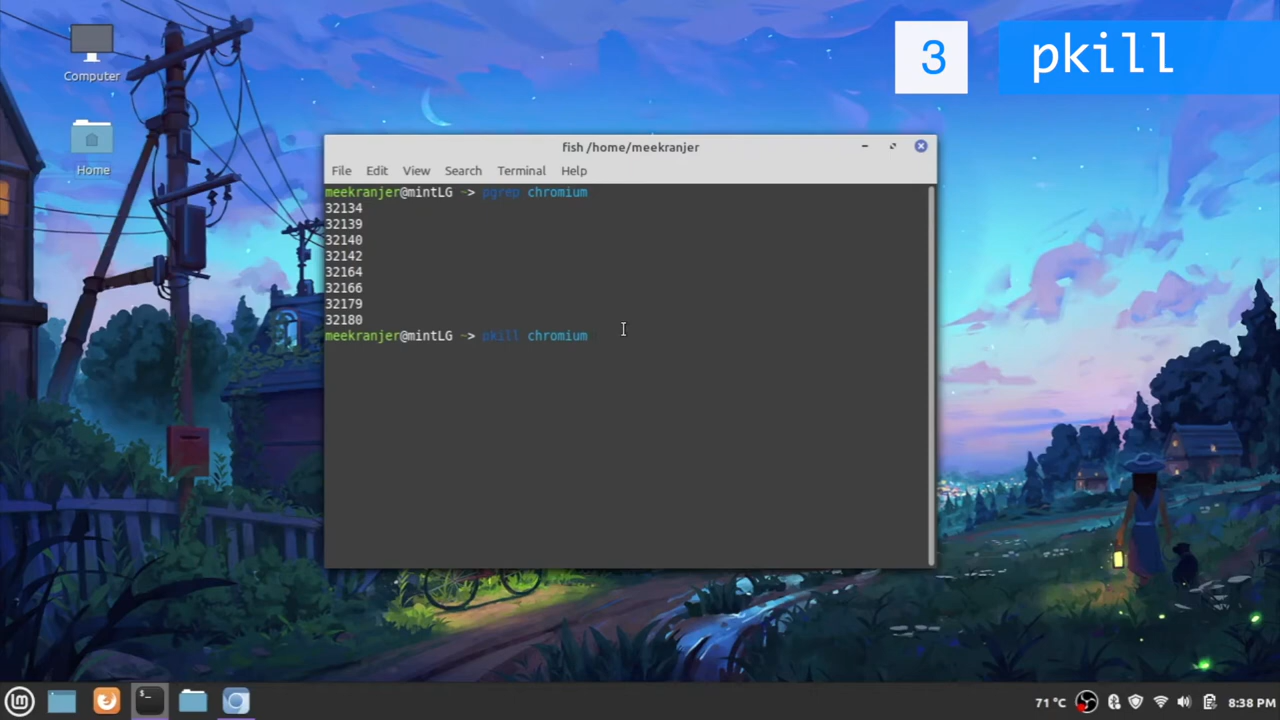 Computer
Home
3
pkill
fish /home/meekranjer
File Edit View Search Terminal Help
meekranjer@mintLG ~> pgrep chromium
32134
32139
32140
32142
32164
32166
32179
32180
meekranjer@mintLG ~> pkill chromium
$_
71 °C
8:38 PM